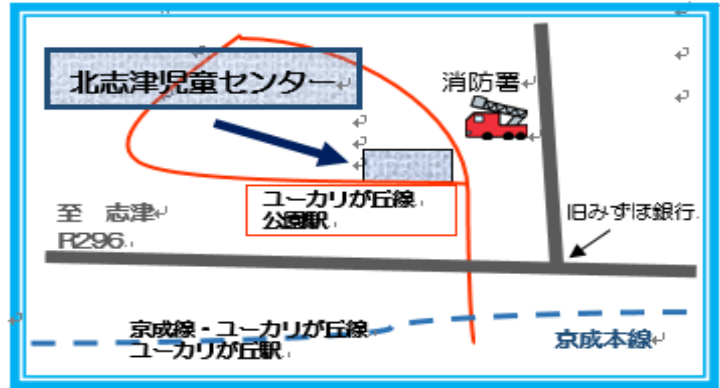 北志津児童センター
消防署
ユーカリが丘線
公園駅
至　志津
R296
旧みずほ銀行
京成線・ユーカリが丘線
ユーカリが丘駅
京成本線